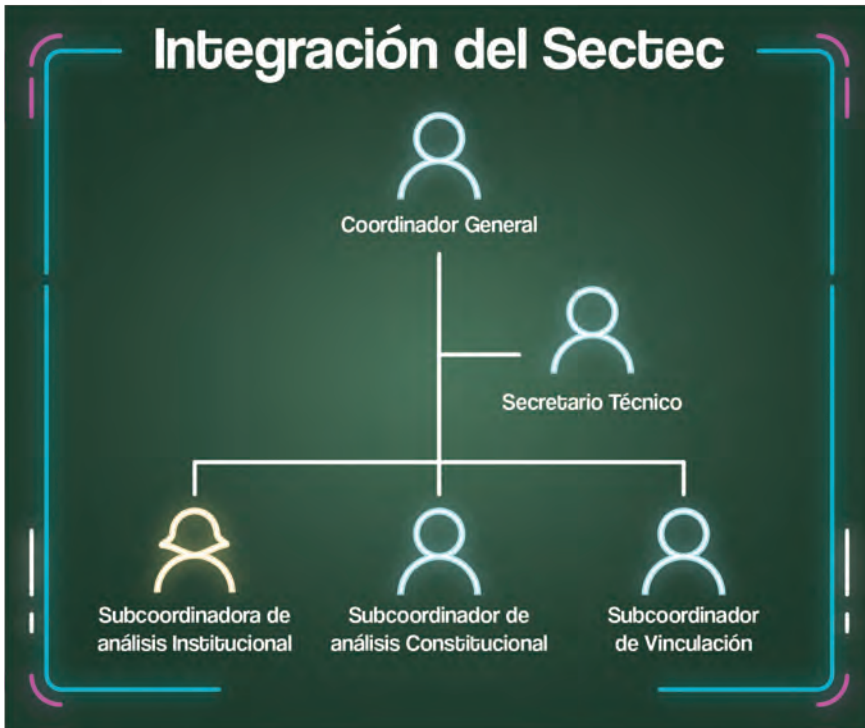 Integración del Sectec
Coordinador General
Secretario Técnico
Subcoordinadora de
análisis Institucional
Subcoordinador de
análisis Constitucional
Subcoordinador
de Vinculación